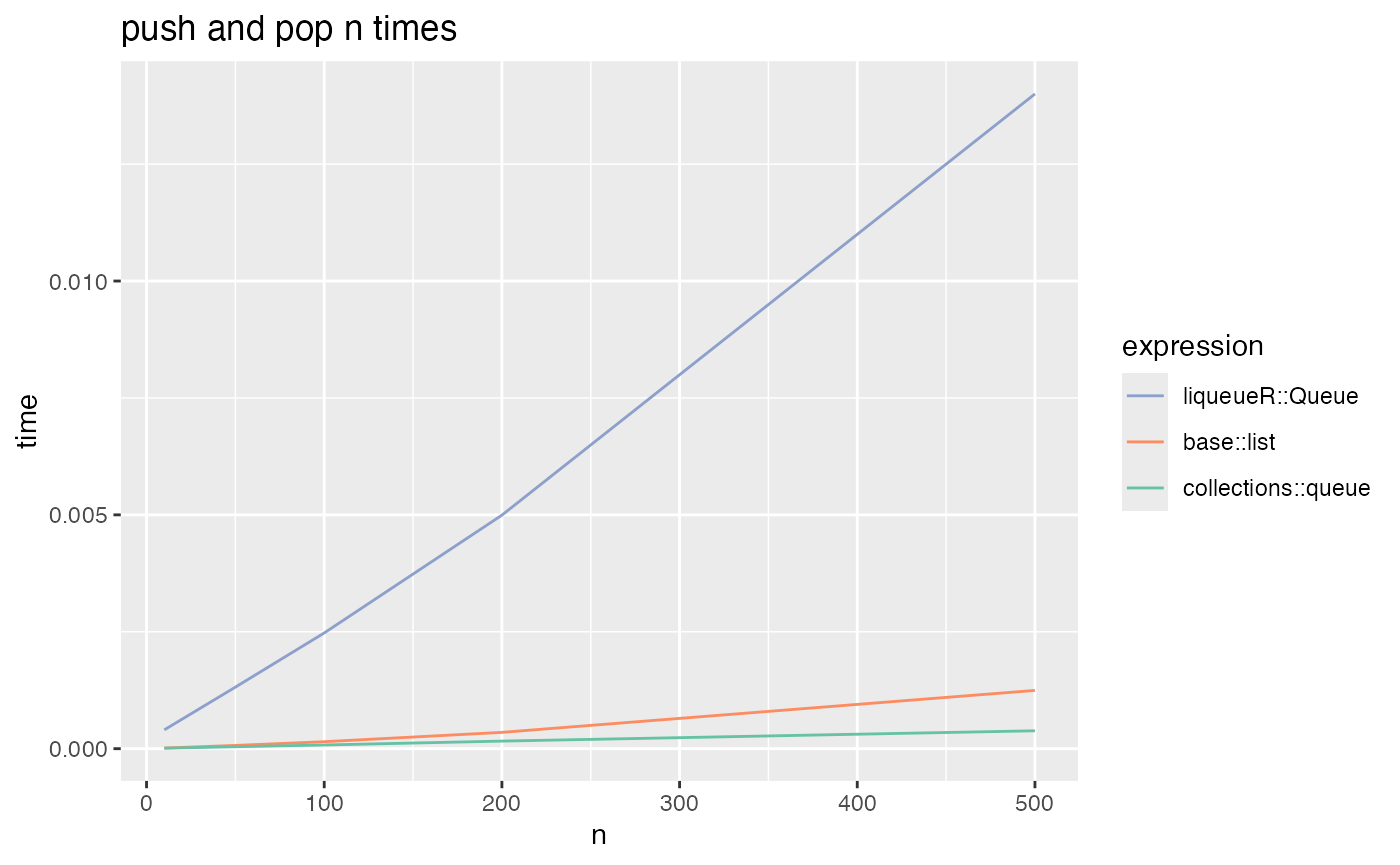 push and pop n times
time
0.010
0.005
0.000
0
100
200
300
400
500
n
expression
liqueueR::Queue
base::list
collections::queue